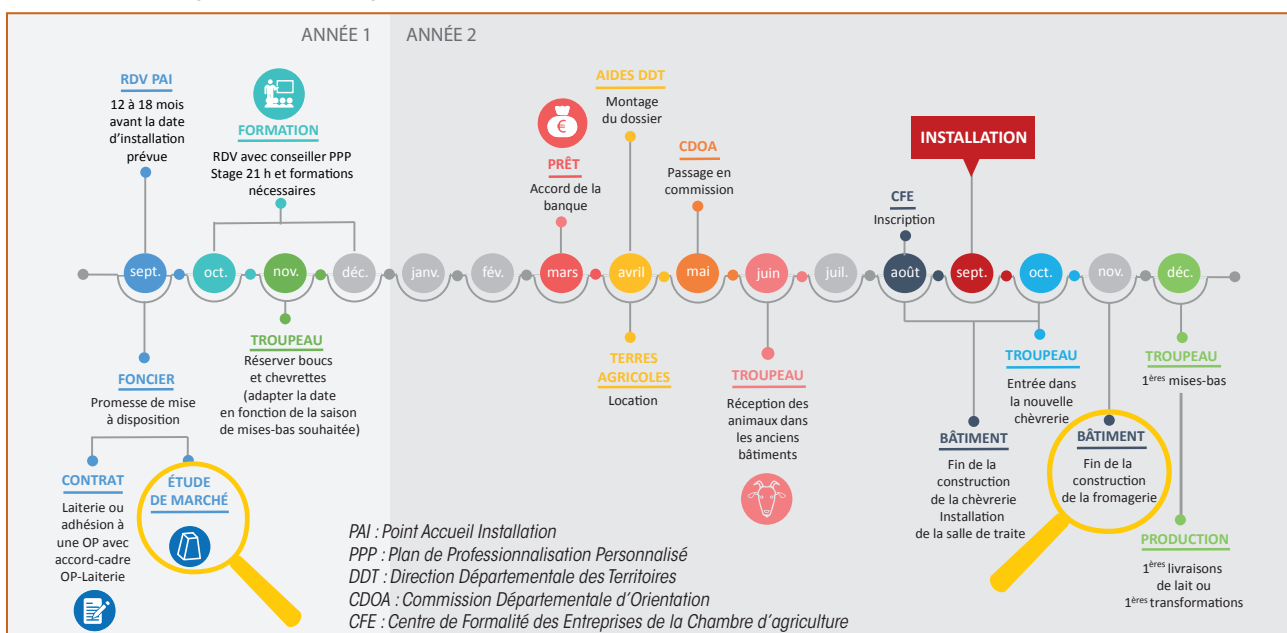 ANNÉE 1
ANNÉE 2
RDV PAI
12 à 18 mois
avant la date
d'installation
prévue
FORMATION
RDV avec conseiller PPP
Stage 21 h et formations
nécessaires
PRÊT
Accord de la
banque
AIDES DDT
Montage
du dossier
CDOA
Passage en
commission
CFE
Inscription
INSTALLATION
sept.
oct.
nov.
déc.
janv.
fév.
mars
avril
mai
juin
juil.
août
sept.
oct.
nov.
déc.
FONCIER
Promesse de mise
à disposition
CONTRAT
Laiterie ou
adhésion à
une OP avec
accord-cadre
OP-Laiterie
ÉTUDE
DE MARCHÉ
TROUPEAU
Réserver boucs
et chevrettes
(adapter la date
en fonction de la saison
de mises-bas souhaitée)
TERRES
AGRICOLES
Location
TROUPEAU
Réception des
animaux dans
les anciens
bâtiments
BÂTIMENT
Fin de la
construction
de la chèvrerie
Installation
de la salle de traite
TROUPEAU
Entrée dans
la nouvelle
chèvrerie
BÂTIMENT
Fin de la
construction
de la fromagerie
TROUPEAU
1ères mises-bas
PRODUCTION
1ères livraisons
de lait ou
1ères transformations
PAI : Point Accueil Installation
PPP : Plan de Professionnalisation Personnalisé
DDT : Direction Départementale des Territoires
CDOA : Commission Départementale d'Orientation
CFE : Centre de Formalité des Entreprises de la Chambre d'agriculture